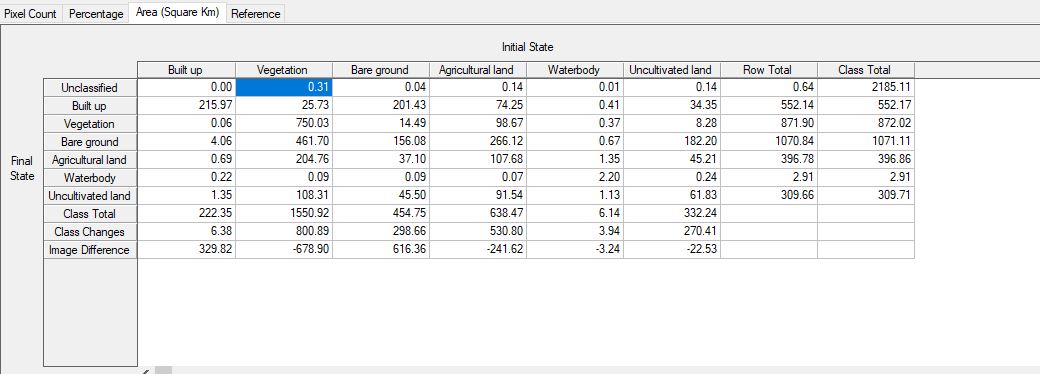 Pixel Count Percentage Area (Square Km) Reference
Initial State
Built up Vegetation Bare ground Agricultural land Waterbody Uncultivated land Row Total Class Total
Unclassified 0.00 0.31 0.04 0.14 0.01 0.14 0.64 2185.11
Built up 215.97 25.73 201.43 74.25 0.41 34.35 552.14 552.17
Vegetation 0.06 750.03 14.49 98.67 0.37 8.28 871.90 872.02
Bare ground 4.06 461.70 156.08 266.12 0.67 182.20 1070.84 1071.11
Final State
Agricultural land 0.69 204.76 37.10 107.68 1.35 45.21 396.78 396.86
Waterbody 0.22 0.09 0.09 0.07 2.20 0.24 2.91 2.91
Uncultivated land 1.35 108.31 45.50 91.54 1.13 61.83 309.66 309.71
Class Total 222.35 1550.92 454.75 638.47 6.14 332.24
Class Changes 6.38 800.89 298.66 530.80 3.94 270.41
Image Difference 329.82 -678.90 616.36 -241.62 -3.24 -22.53